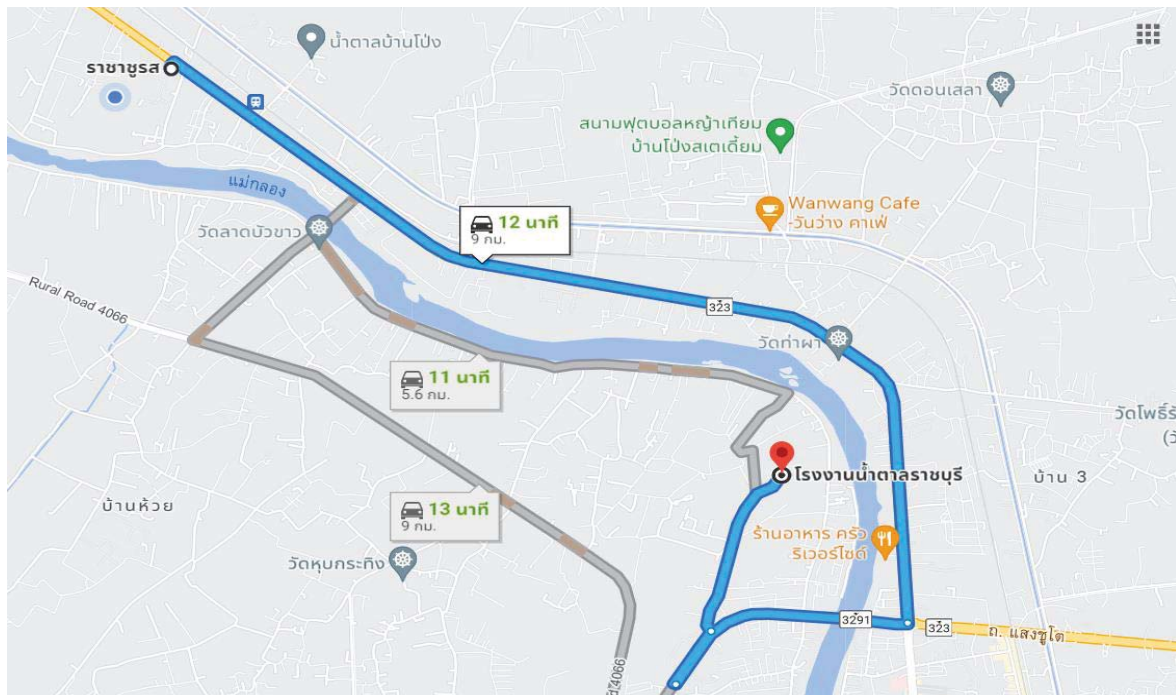 น้ำตาลบ้านโป่ง
ราชาชูรส
วัดดอนเสลา
สนามฟุตบอลหญ้าเทียม
บ้านโป่งสเตเดี้ยม
แม่กลอง
Wanwang Cafe
-วันว่าง คาเฟ่
12 นาที
9 กม.
วัดลาดบัวขาว
Rural Road 4066
323
วัดท่าผา
11 นาที
5.6 กม.
วัดโพธิ์รั
(วั
โรงงานน้ำตาลราชบุรี
บ้าน 3
13 นาที
9 กม.
บ้านห้วย
ร้านอาหาร ครัว
ริเวอร์ไซด์
วัดหุบกระทิง
3291
323
ถ. แสงชูโต
d 4066